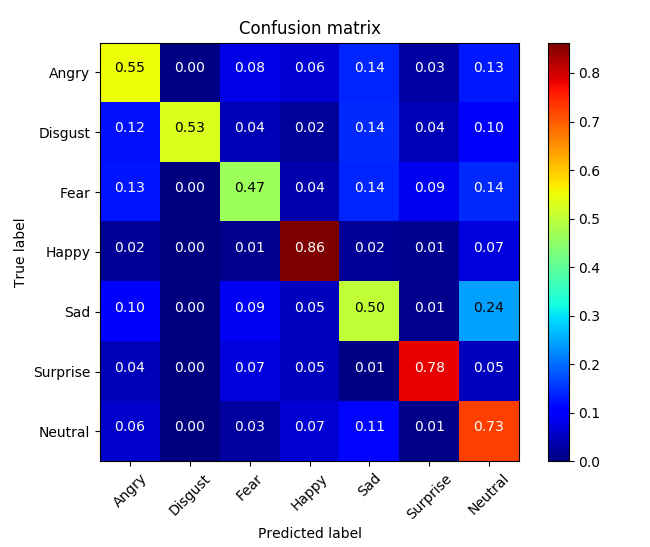 Confusion matrix
Angry 0.55 0.00 0.08 0.06 0.14 0.03 0.13
Disgust 0.12 0.53 0.04 0.02 0.14 0.04 0.10
Fear 0.13 0.00 0.47 0.04 0.14 0.09 0.14
Happy 0.02 0.00 0.01 0.86 0.02 0.01 0.07
Sad 0.10 0.00 0.09 0.05 0.50 0.01 0.24
Surprise 0.04 0.00 0.07 0.05 0.01 0.78 0.05
Neutral 0.06 0.00 0.03 0.07 0.11 0.01 0.73
Angry Disgust Fear Happy Sad Surprise Neutral
Predicted label
True label
0.8
0.7
0.6
0.5
0.4
0.3
0.2
0.1
0.0